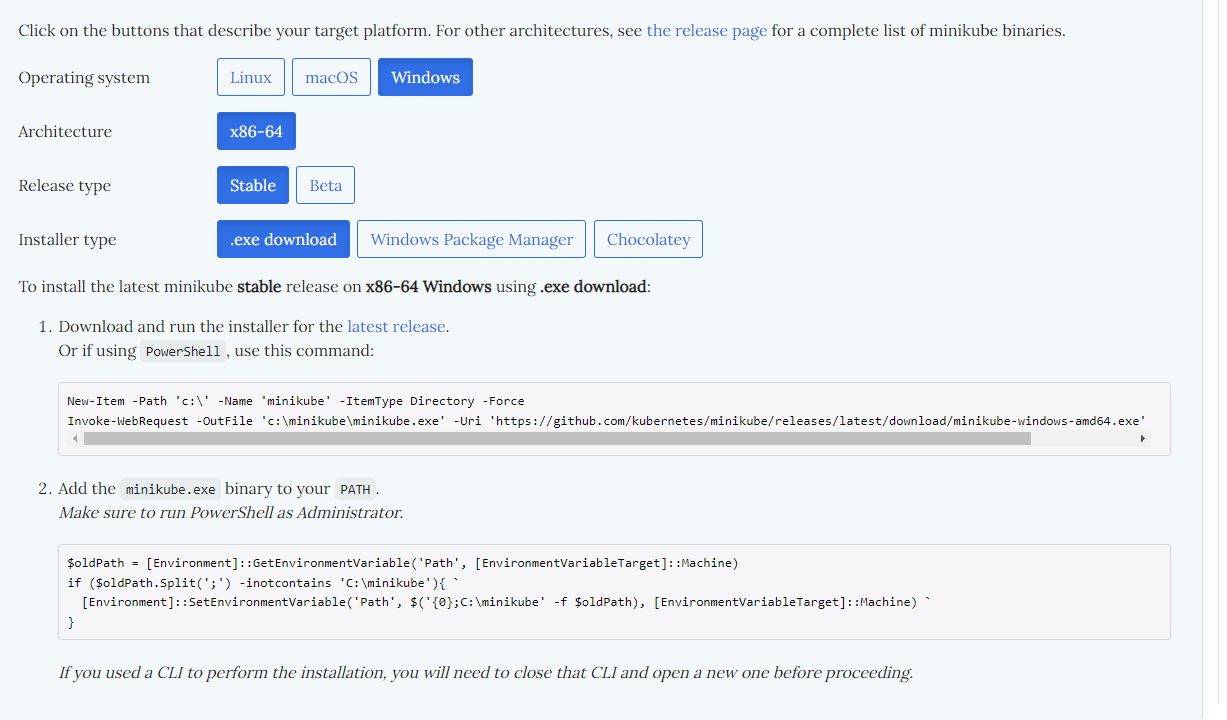 Click on the buttons that describe your target platform. For other architectures, see the release page for a complete list of minikube binaries.
Operating system Linux macOS Windows
Architecture x86-64
Release type Stable Beta
Installer type .exe download Windows Package Manager Chocolatey
To install the latest minikube stable release on x86-64 Windows using .exe download:
1. Download and run the installer for the latest release.
Or if using PowerShell, use this command:
New-Item -Path 'c:\' -Name 'minikube' -ItemType Directory -Force
Invoke-WebRequest -OutFile 'c:\minikube\minikube.exe' -Uri 'https://github.com/kubernetes/minikube/releases/latest/download/minikube-windows-amd64.exe'
2. Add the minikube.exe binary to your PATH.
Make sure to run PowerShell as Administrator.
$oldPath = [Environment]::GetEnvironmentVariable('Path', [EnvironmentVariableTarget]::Machine)
if ($oldPath.Split(';') -inotcontains 'C:\minikube'){ `
  [Environment]::SetEnvironmentVariable('Path', $('{0};C:\minikube' -f $oldPath), [EnvironmentVariableTarget]::Machine) `
}
If you used a CLI to perform the installation, you will need to close that CLI and open a new one before proceeding.